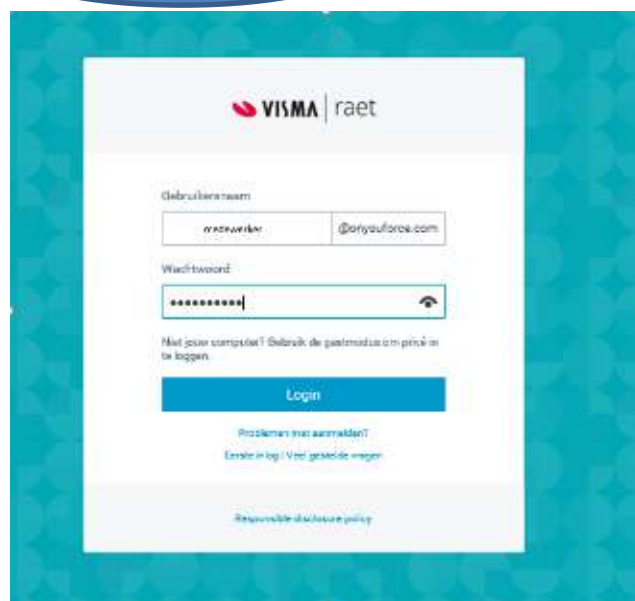 VISMA | raet
Gebruikersnaam
medewerker @onyouforce.com
Wachtwoord
••••••••••
Niet jouw computer? Gebruik de gastmodus om privé in
te loggen.
Login
Problemen met aanmelden?
Eerste inlog | Veel gestelde vragen
Responsible disclosure policy